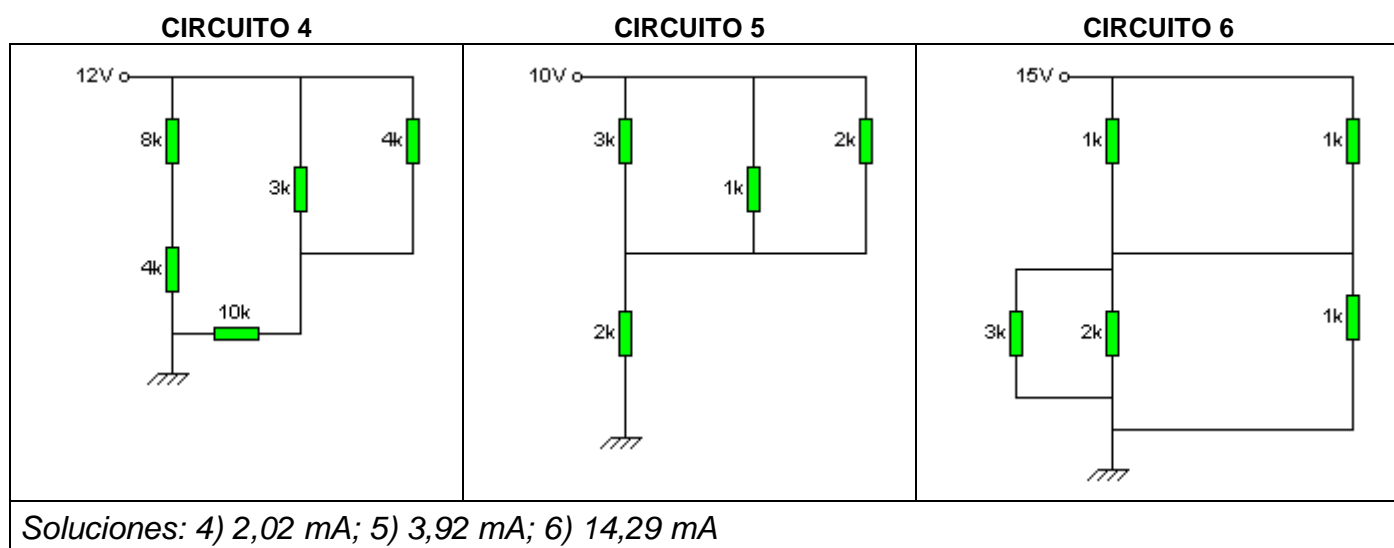 CIRCUITO 4 CIRCUITO 5 CIRCUITO 6
12V 10V 15V
8k 4k 3k 2k 1k 1k
3k 1k
4k
10k 2k 3k 2k 1k
Soluciones: 4) 2,02 mA; 5) 3,92 mA; 6) 14,29 mA